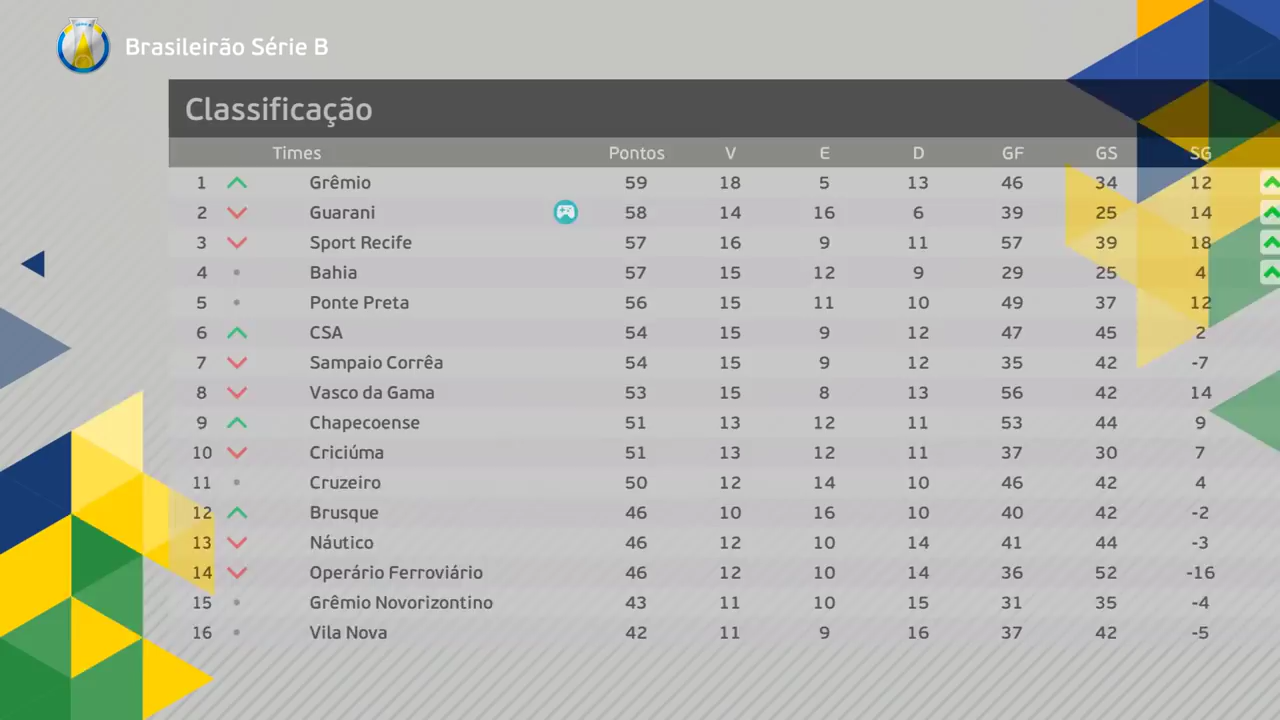 Brasileirão Série B
Classificação
Times Pontos V E D GF GS SG
1 Grêmio 59 18 5 13 46 34 12
2 Guarani 58 14 16 6 39 25 14
3 Sport Recife 57 16 9 11 57 39 18
4 Bahia 57 15 12 9 29 25 4
5 Ponte Preta 56 15 11 10 49 37 12
6 CSA 54 15 9 12 47 45 2
7 Sampaio Corrêa 54 15 9 12 35 42 -7
8 Vasco da Gama 53 15 8 13 56 42 14
9 Chapecoense 51 13 12 11 53 44 9
10 Criciúma 51 13 12 11 37 30 7
11 Cruzeiro 50 12 14 10 46 42 4
12 Brusque 46 10 16 10 40 42 -2
13 Náutico 46 12 10 14 41 44 -3
14 Operário Ferroviário 46 12 10 14 36 52 -16
15 Grêmio Novorizontino 43 11 10 15 31 35 -4
16 Vila Nova 42 11 9 16 37 42 -5